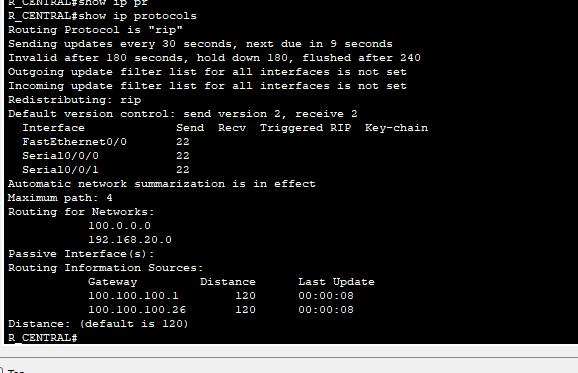 R_CENTRAL#show ip pr
R_CENTRAL#show ip protocols
Routing Protocol is "rip"
Sending updates every 30 seconds, next due in 9 seconds
Invalid after 180 seconds, hold down 180, flushed after 240
Outgoing update filter list for all interfaces is not set
Incoming update filter list for all interfaces is not set
Redistributing: rip
Default version control: send version 2, receive 2
  Interface             Send  Recv  Triggered RIP  Key-chain
  FastEthernet0/0       22
  Serial0/0/0           22
  Serial0/0/1           22
Automatic network summarization is in effect
Maximum path: 4
Routing for Networks:
            100.0.0.0
            192.168.20.0
Passive Interface(s):
Routing Information Sources:
            Gateway         Distance      Last Update
            100.100.100.1        120      00:00:08
            100.100.100.26       120      00:00:08
Distance: (default is 120)
R_CENTRAL#